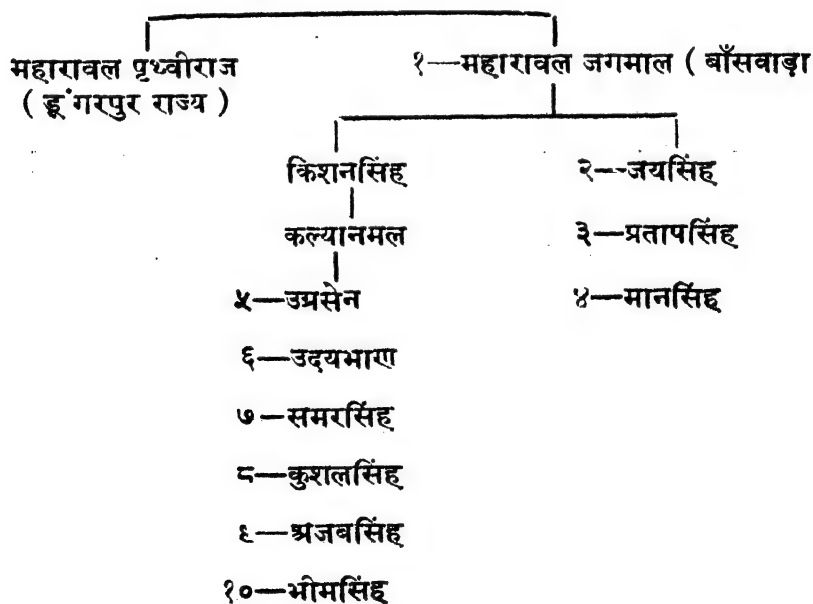 महारावल पृथ्वीराज १—महारावल जगमाल ( बाँसवाड़ा
( डूंगरपुर राज्य )
किशनसिंह २—जयसिंह
कल्यानमल ३—प्रतापसिंह
५—उग्रसेन ४—मानसिंह
६—उदयभाण
७—समरसिंह
८—कुशलसिंह
९—अजबसिंह
१०—भीमसिंह